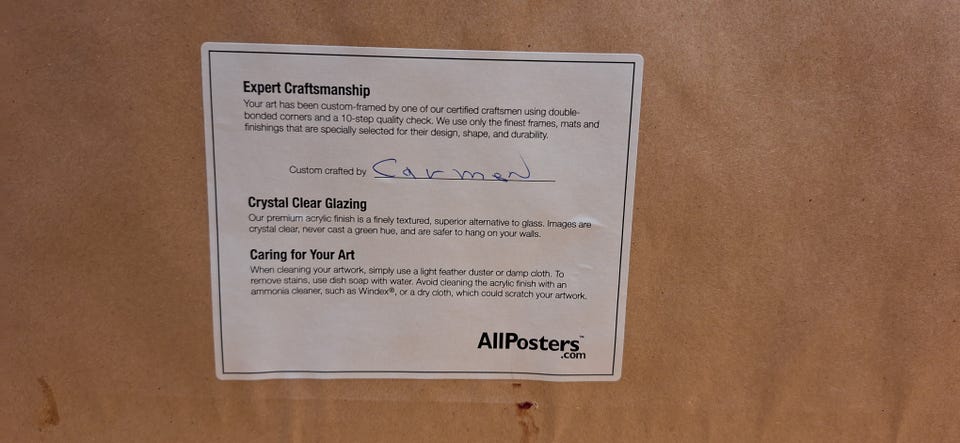 Expert Craftsmanship
Your art has been custom-framed by one of our certified craftsmen using double-
bonded corners and a 10-step quality check. We use only the finest frames, mats and
finishings that are specially selected for their design, shape, and durability.
Custom crafted by Carmen
Crystal Clear Glazing
Our premium acrylic finish is a finely textured, superior alternative to glass. Images are
crystal clear, never cast a green hue, and are safer to hang on your walls.
Caring for Your Art
When cleaning your artwork, simply use a light feather duster or damp cloth. To
remove stains, use dish soap with water. Avoid cleaning the acrylic finish with an
ammonia cleaner, such as Windex®, or a dry cloth, which could scratch your artwork.
AllPosters™
.com